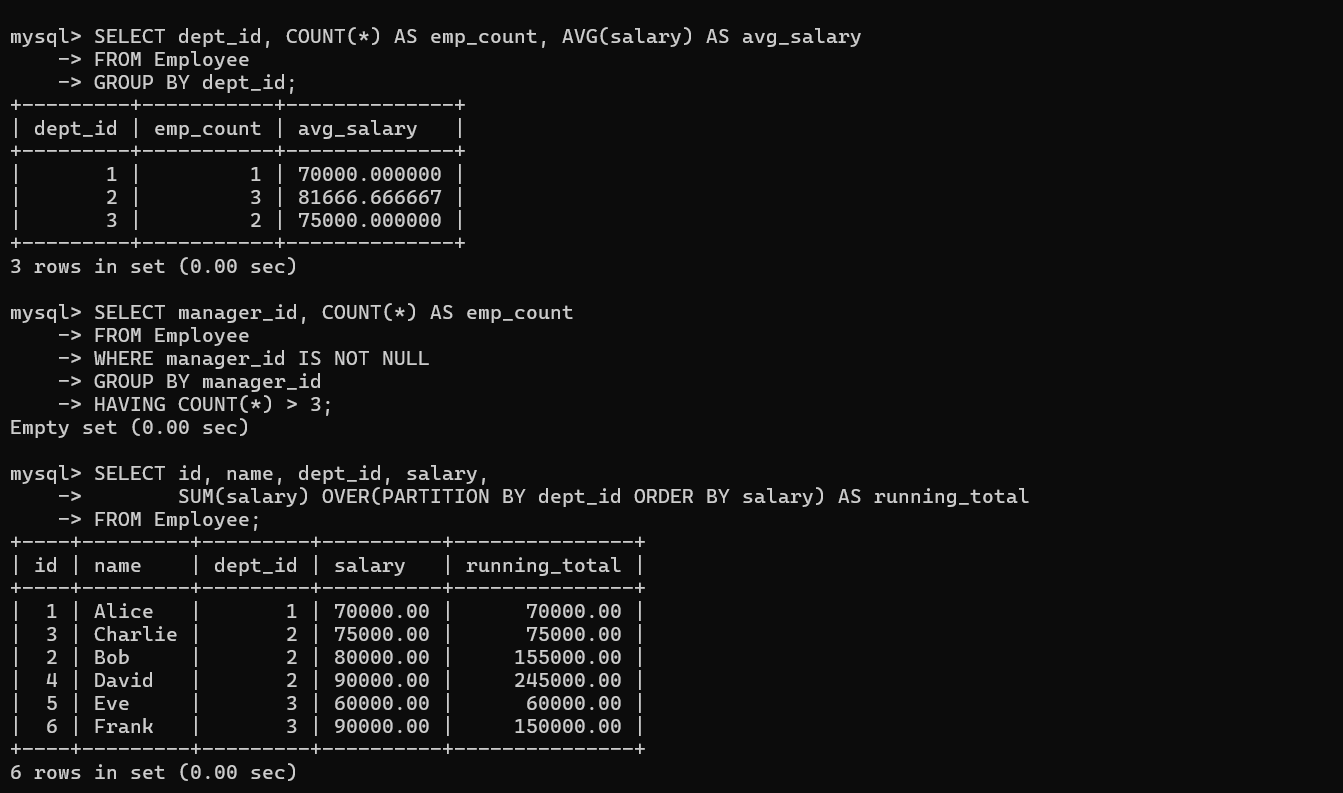 mysql> SELECT dept_id, COUNT(*) AS emp_count, AVG(salary) AS avg_salary
    -> FROM Employee
    -> GROUP BY dept_id;
+---------+-----------+--------------+
| dept_id | emp_count | avg_salary   |
+---------+-----------+--------------+
|       1 |         1 | 70000.000000 |
|       2 |         3 | 81666.666667 |
|       3 |         2 | 75000.000000 |
+---------+-----------+--------------+
3 rows in set (0.00 sec)

mysql> SELECT manager_id, COUNT(*) AS emp_count
    -> FROM Employee
    -> WHERE manager_id IS NOT NULL
    -> GROUP BY manager_id
    -> HAVING COUNT(*) > 3;
Empty set (0.00 sec)

mysql> SELECT id, name, dept_id, salary,
    ->        SUM(salary) OVER(PARTITION BY dept_id ORDER BY salary) AS running_total
    -> FROM Employee;
+----+---------+---------+----------+---------------+
| id | name    | dept_id | salary   | running_total |
+----+---------+---------+----------+---------------+
|  1 | Alice   |       1 | 70000.00 |      70000.00 |
|  3 | Charlie |       2 | 75000.00 |      75000.00 |
|  2 | Bob     |       2 | 80000.00 |     155000.00 |
|  4 | David   |       2 | 90000.00 |     245000.00 |
|  5 | Eve     |       3 | 60000.00 |      60000.00 |
|  6 | Frank   |       3 | 90000.00 |     150000.00 |
+----+---------+---------+----------+---------------+
6 rows in set (0.00 sec)